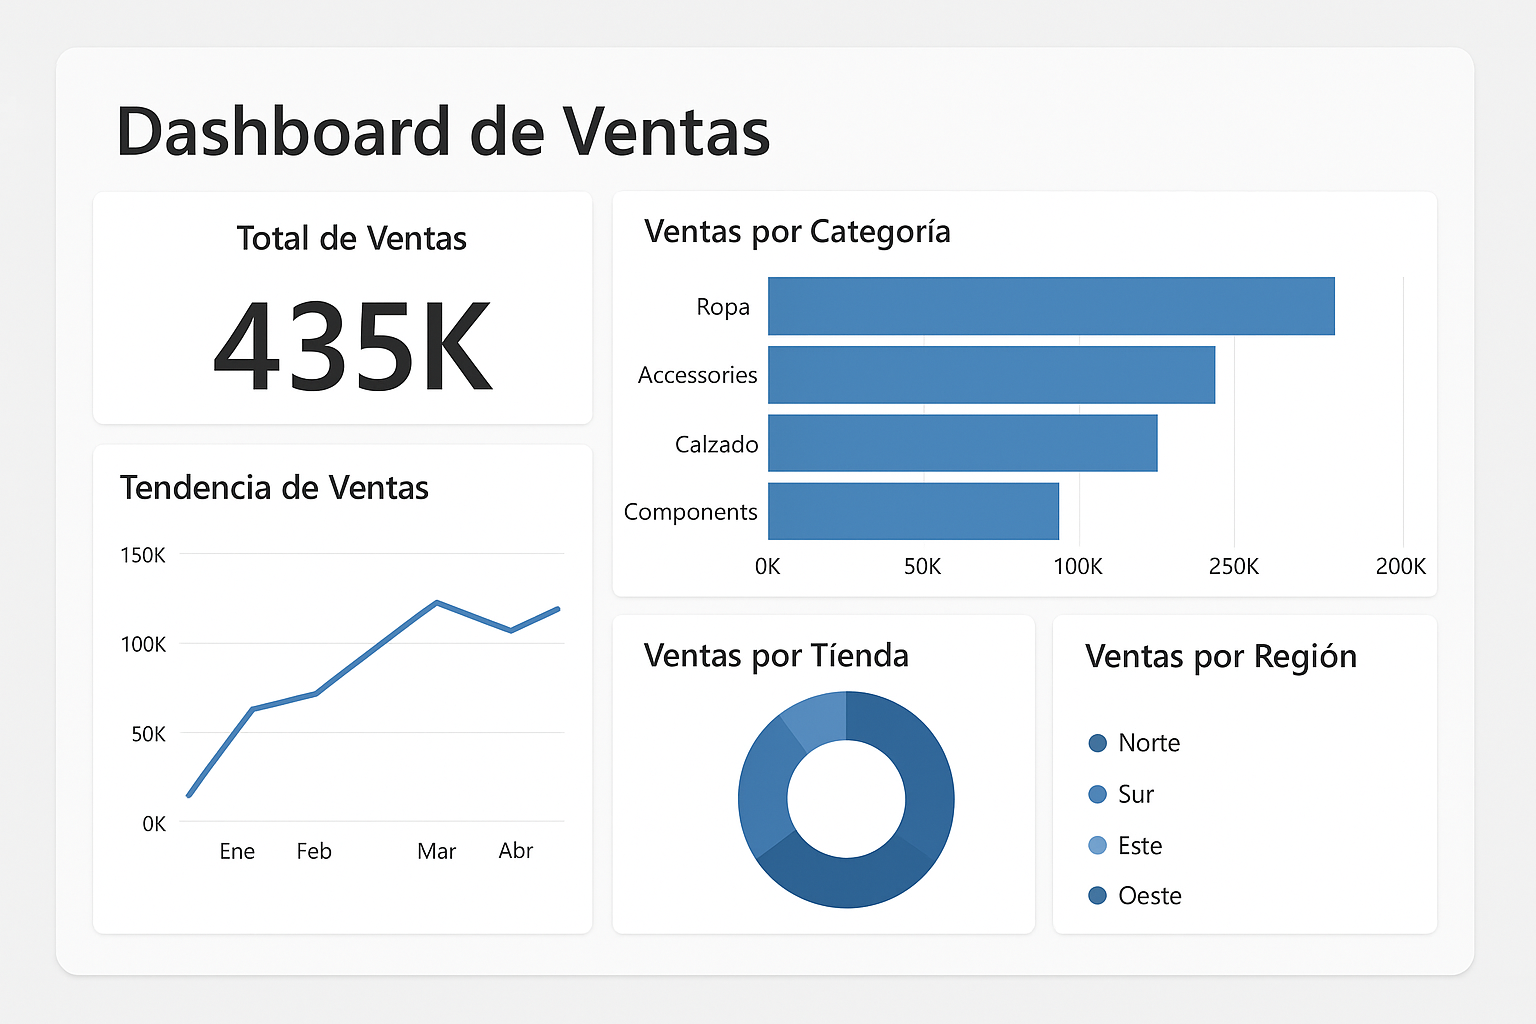 Dashboard de Ventas
Total de Ventas
435K
Tendencia de Ventas
150K
100K
50K
0K
Ene Feb Mar Abr
Ventas por Categoría
Ropa
Accessories
Calzado
Components
0K 50K 100K 250K 200K
Ventas por Tíenda
Ventas por Región
Norte
Sur
Este
Oeste